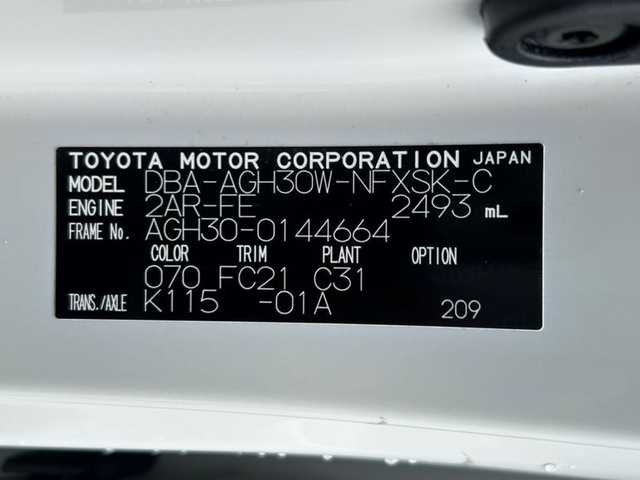 TOYOTA MOTOR CORPORATION JAPAN
MODEL DBA-AGH30W-NFXSK-C
ENGINE 2AR-FE 2493 mL
FRAME No. AGH30-0144664
COLOR TRIM PLANT OPTION
070 FC21 C31
TRANS./AXLE K115 -01A 209